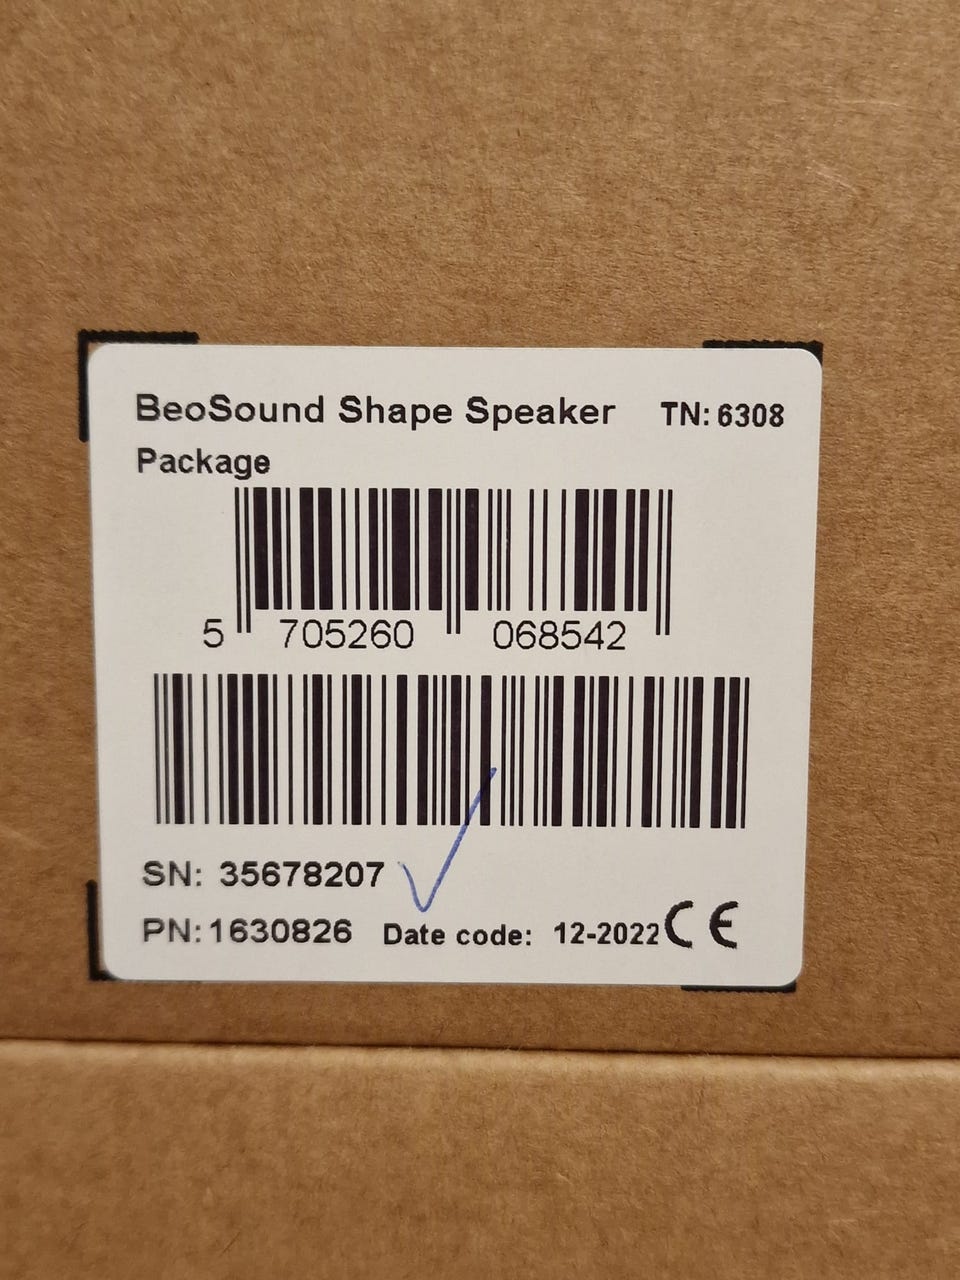 BeoSound Shape Speaker TN: 6308
Package
5 705260 068542
SN: 35678207
PN: 1630826 Date code: 12-2022 CE